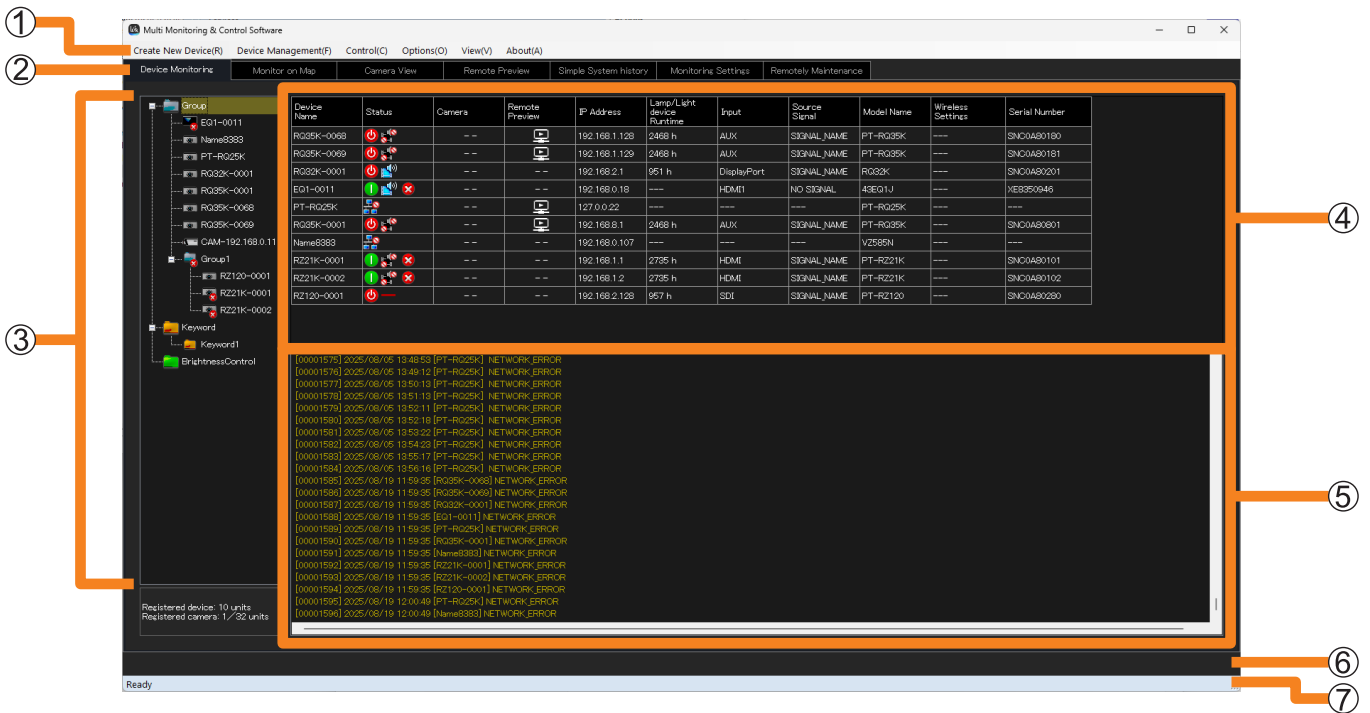 ①
Multi Monitoring & Control Software
Create New Device(R) Device Management(F) Control(C) Options(O) View(V) About(A)
②
Device Monitoring Monitor on Map Camera View Remote Preview Simple System history Monitoring Settings Remotely Maintenance
③
Group
EQ1-0011
Name8383
PT-RQ25K
RQ32K-0001
RQ35K-0001
RQ35K-0068
RQ35K-0069
CAM-192.168.0.11
Group1
RZ120-0001
RZ21K-0001
RZ21K-0002
Keyword
Keyword1
BrightnessControl
Registered device: 10 units
Registered camera: 1/32 units
④
Device Name Status Camera Remote Preview IP Address Lamp/Light device Runtime Input Source Signal Model Name Wireless Settings Serial Number
RQ35K-0068 -- 192.168.1.128 2468 h AUX SIGNAL_NAME PT-RQ35K --- SNC0A80180
RQ35K-0069 -- 192.168.1.129 2468 h AUX SIGNAL_NAME PT-RQ35K --- SNC0A80181
RQ32K-0001 -- -- 192.168.2.1 951 h DisplayPort SIGNAL_NAME RQ32K --- SNC0A80201
EQ1-0011 -- -- 192.168.0.18 --- HDMI1 NO SIGNAL 43EQ1J --- XE8350946
PT-RQ25K -- 127.0.0.22 --- --- --- PT-RQ25K --- ---
RQ35K-0001 -- 192.168.8.1 2468 h AUX SIGNAL_NAME PT-RQ35K --- SNC0A80801
Name8383 -- -- 192.168.0.107 --- --- --- VZ585N --- ---
RZ21K-0001 -- -- 192.168.1.1 2735 h HDMI SIGNAL_NAME PT-RZ21K --- SNC0A80101
RZ21K-0002 -- -- 192.168.1.2 2735 h HDMI SIGNAL_NAME PT-RZ21K --- SNC0A80102
RZ120-0001 -- -- 192.168.2.128 957 h SDI SIGNAL_NAME PT-RZ120 --- SNC0A80280
⑤
[00001575] 2025/08/05 13:48:53 [PT-RQ25K] NETWORK_ERROR
[00001576] 2025/08/05 13:49:12 [PT-RQ25K] NETWORK_ERROR
[00001577] 2025/08/05 13:50:13 [PT-RQ25K] NETWORK_ERROR
[00001578] 2025/08/05 13:51:13 [PT-RQ25K] NETWORK_ERROR
[00001579] 2025/08/05 13:52:11 [PT-RQ25K] NETWORK_ERROR
[00001580] 2025/08/05 13:52:18 [PT-RQ25K] NETWORK_ERROR
[00001581] 2025/08/05 13:53:22 [PT-RQ25K] NETWORK_ERROR
[00001582] 2025/08/05 13:54:23 [PT-RQ25K] NETWORK_ERROR
[00001583] 2025/08/05 13:55:17 [PT-RQ25K] NETWORK_ERROR
[00001584] 2025/08/05 13:56:16 [PT-RQ25K] NETWORK_ERROR
[00001585] 2025/08/19 11:59:35 [RQ35K-0068] NETWORK_ERROR
[00001586] 2025/08/19 11:59:35 [RQ35K-0069] NETWORK_ERROR
[00001587] 2025/08/19 11:59:35 [RQ32K-0001] NETWORK_ERROR
[00001588] 2025/08/19 11:59:35 [EQ1-0011] NETWORK_ERROR
[00001589] 2025/08/19 11:59:35 [PT-RQ25K] NETWORK_ERROR
[00001590] 2025/08/19 11:59:35 [RQ35K-0001] NETWORK_ERROR
[00001591] 2025/08/19 11:59:35 [Name8383] NETWORK_ERROR
[00001592] 2025/08/19 11:59:35 [RZ21K-0001] NETWORK_ERROR
[00001593] 2025/08/19 11:59:35 [RZ21K-0002] NETWORK_ERROR
[00001594] 2025/08/19 11:59:35 [RZ120-0001] NETWORK_ERROR
[00001595] 2025/08/19 12:00:49 [PT-RQ25K] NETWORK_ERROR
[00001596] 2025/08/19 12:00:49 [Name8383] NETWORK_ERROR
⑥
Ready
⑦